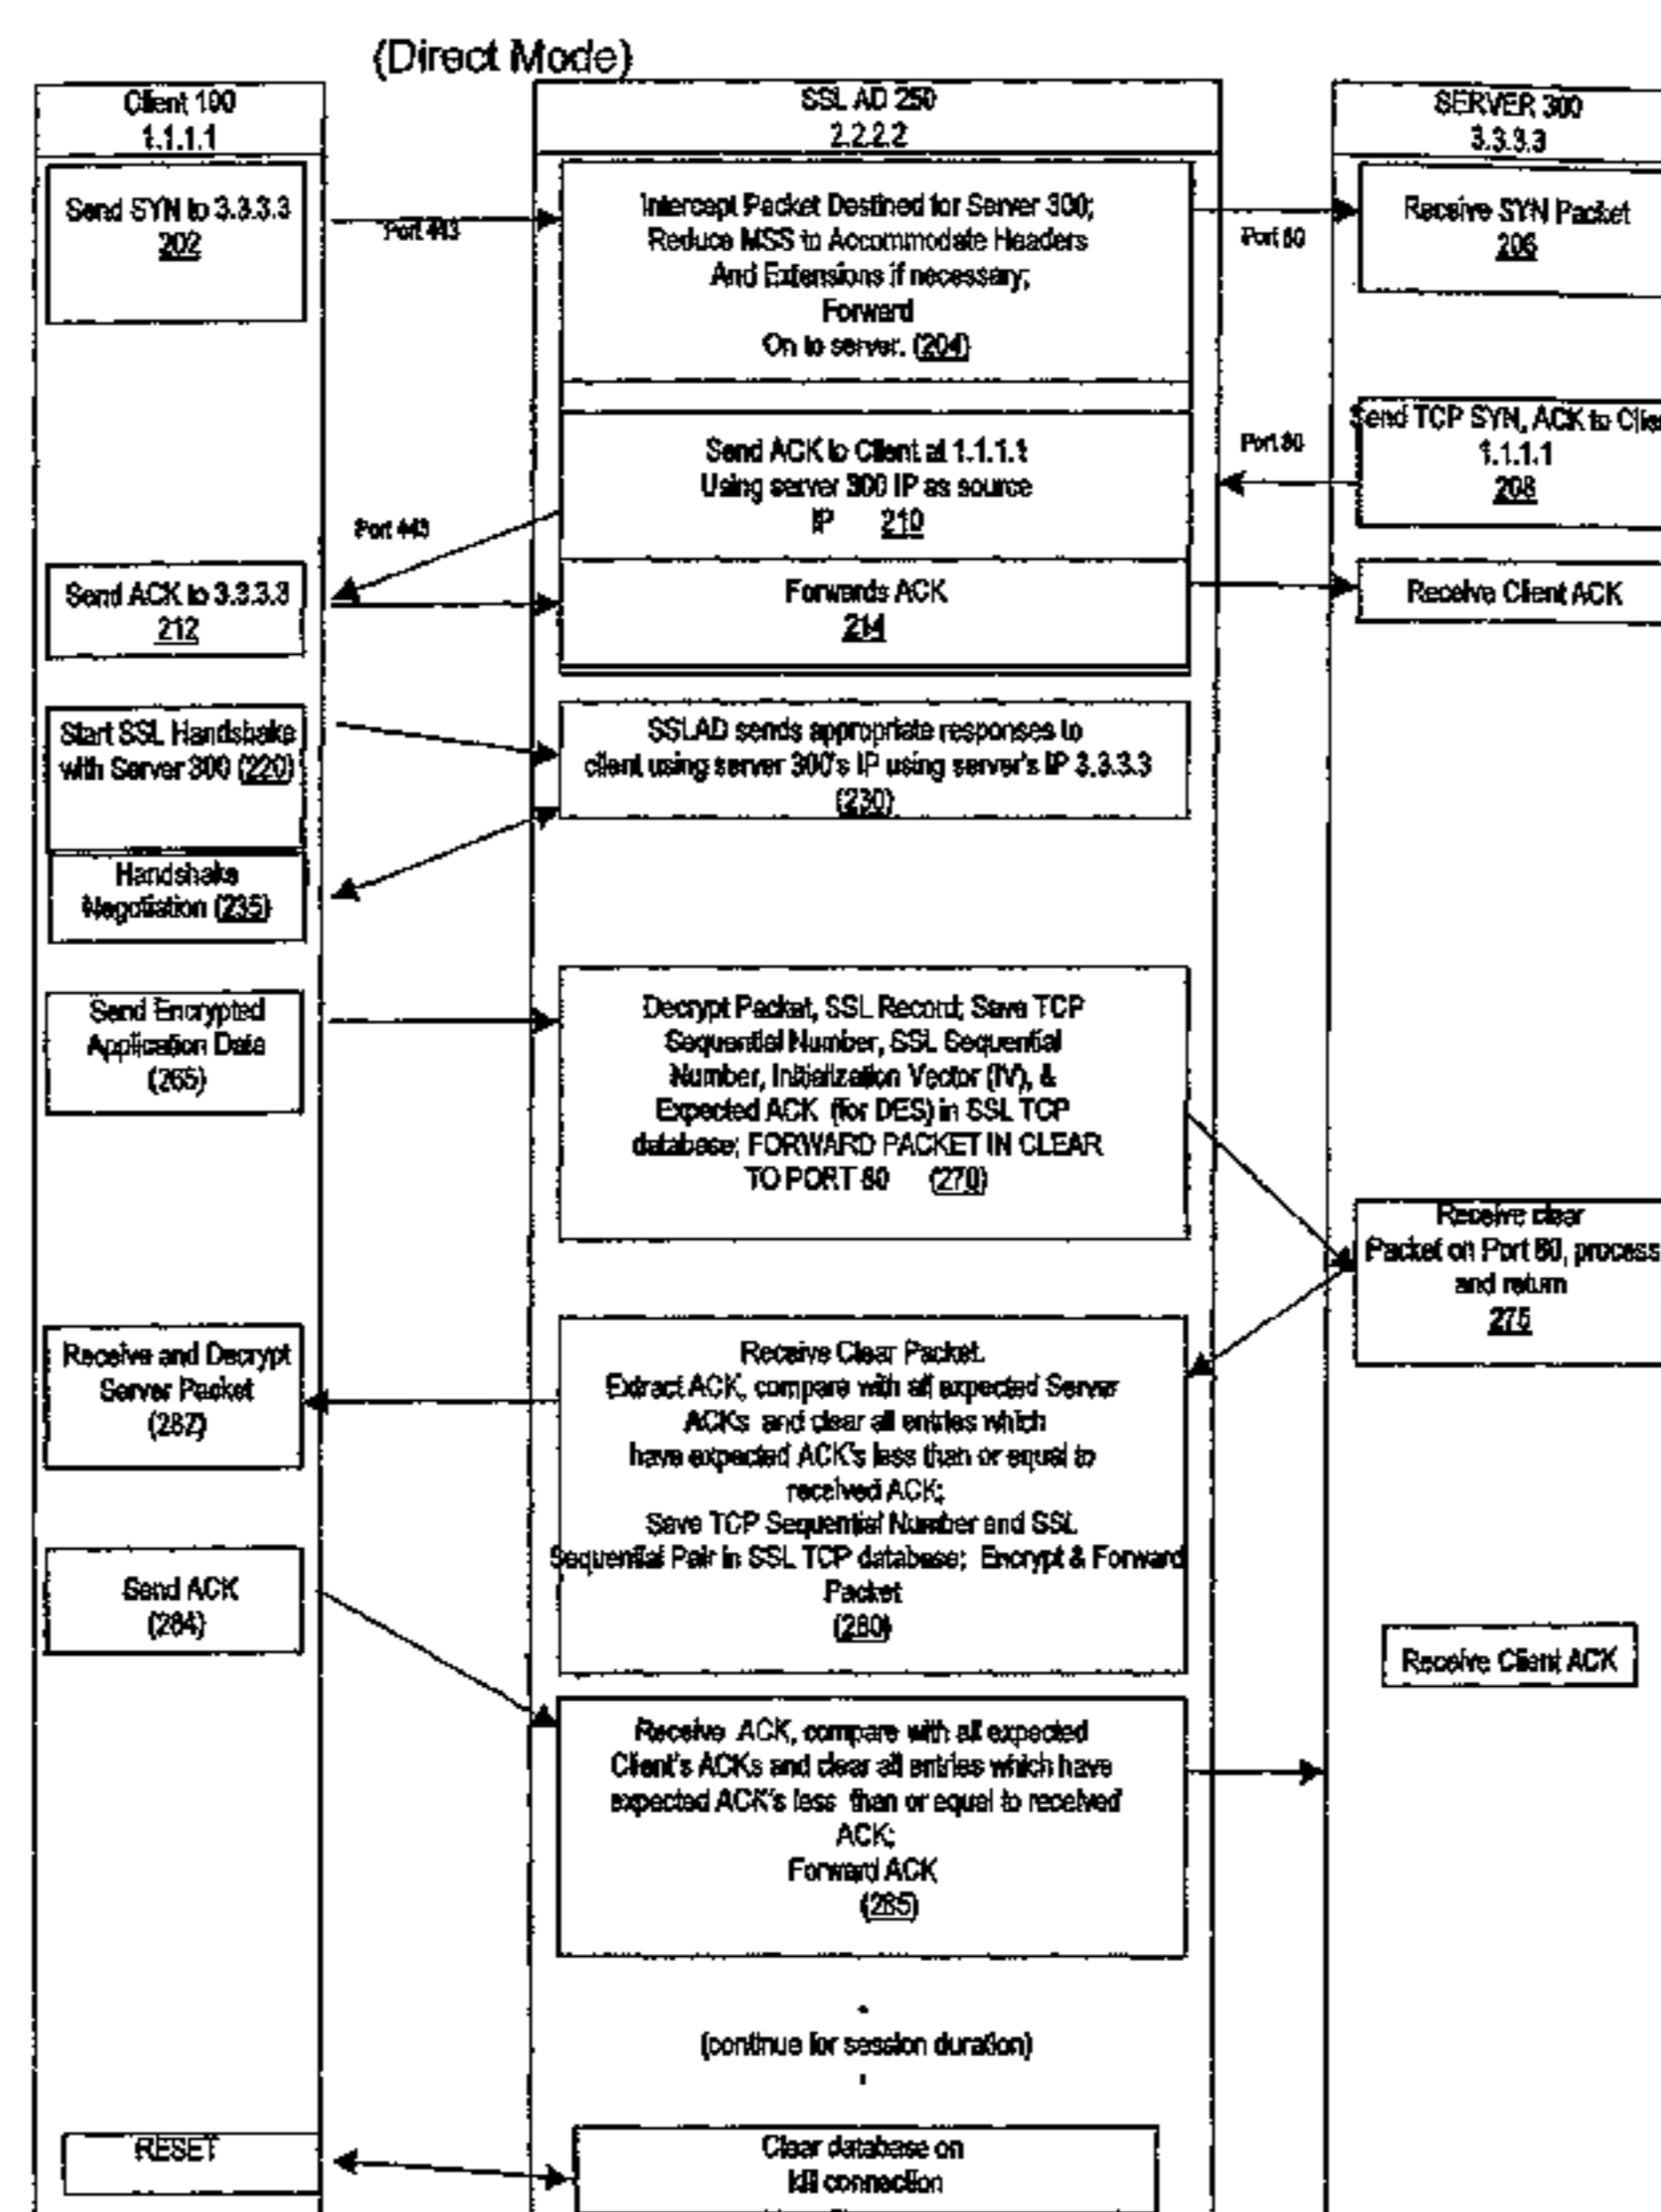 (Direct Mode)
Client 100
1.1.1.1
SSL AD 250
2.2.2.2
SERVER 300
3.3.3.3
Send SYN to 3.3.3.3
202
Port 443
Intercept Packet Destined for Server 300;
Reduce MSS to Accommodate Headers
And Extensions if necessary;
Forward
On to server. (204)
Port 80
Receive SYN Packet
206
Send TCP SYN, ACK to
1.1.1.1
208
Port 80
Send ACK to Client at 1.1.1.1
Using server 300 IP as source
IP 210
Port 443
Send ACK to 3.3.3.3
212
Forwards ACK
214
Receive Client ACK
Start SSL Handshake
with Server 300 (220)
SSLAD sends appropriate responses to
client using server 300's IP using server's IP 3.3.3.3
(230)
Handshake
Negotiation (235)
Send Encrypted
Application Data
(265)
Decrypt Packet, SSL Record; Save TCP
Sequential Number, SSL Sequential
Number, Initialization Vector (IV), &
Expected ACK (for DES) in SSL TCP
database; FORWARD PACKET IN CLEAR
TO PORT 80 (270)
Receive clear
Packet on Port 80, process
and return
275
Receive Clear Packet.
Extract ACK, compare with all expected Server
ACKs and clear all entries which
have expected ACK's less than or equal to
received ACK;
Save TCP Sequential Number and SSL
Sequential Pair in SSL TCP database; Encrypt & Forward
Packet
(280)
Receive and Decrypt
Server Packet
(282)
Send ACK
(284)
Receive Client ACK
Receive ACK, compare with all expected
Client's ACKs and clear all entries which have
expected ACK's less than or equal to received
ACK;
Forward ACK
(285)
(continue for session duration)
RESET
Clear database on
kill connection